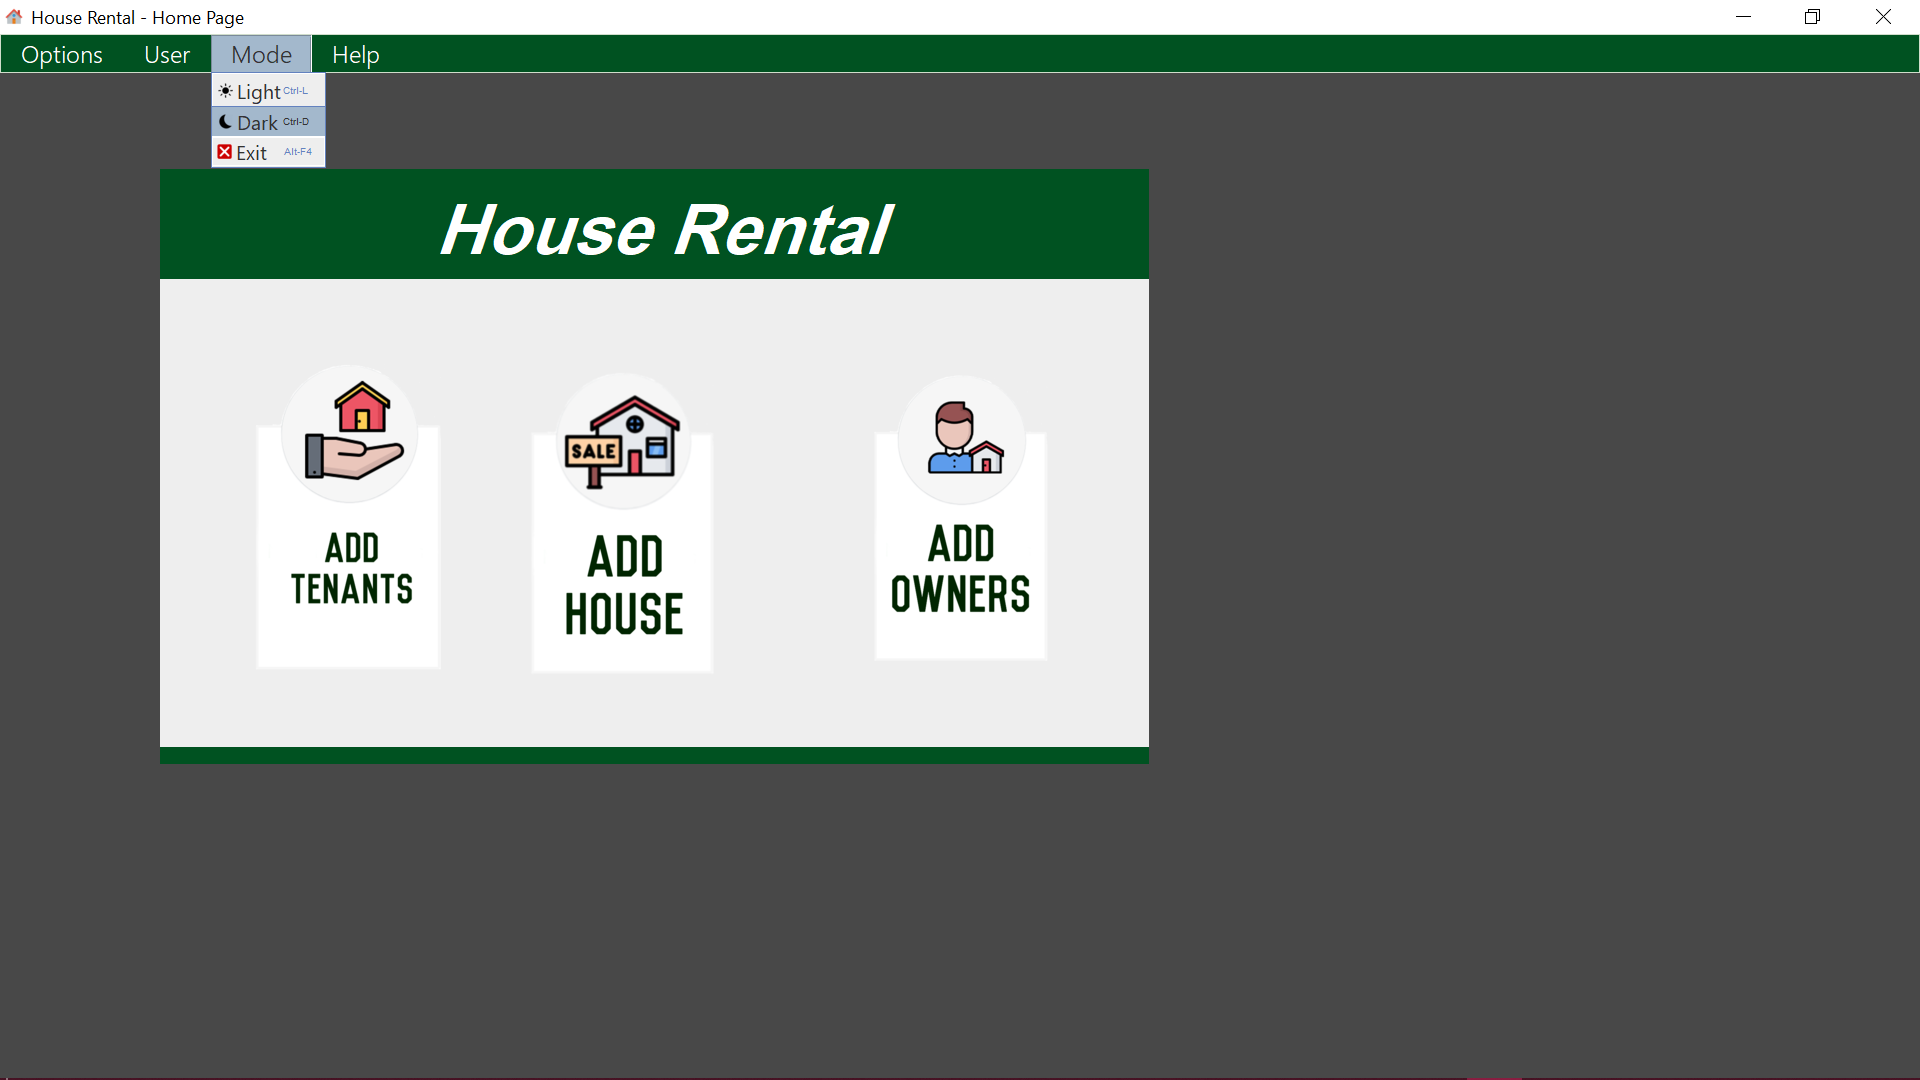 House Rental - Home Page
Options User Mode Help
Light Ctrl-L
Dark Ctrl-D
Exit Alt-F4
House Rental
SALE
ADD
TENANTS
ADD
HOUSE
ADD
OWNERS